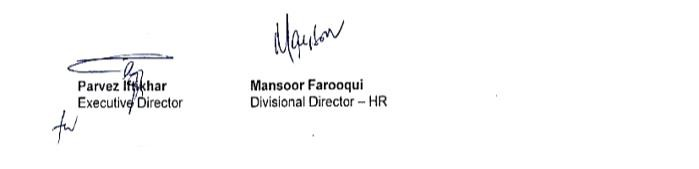 Parvez Iftikhar
Executive Director
Mansoor Farooqui
Divisional Director – HR